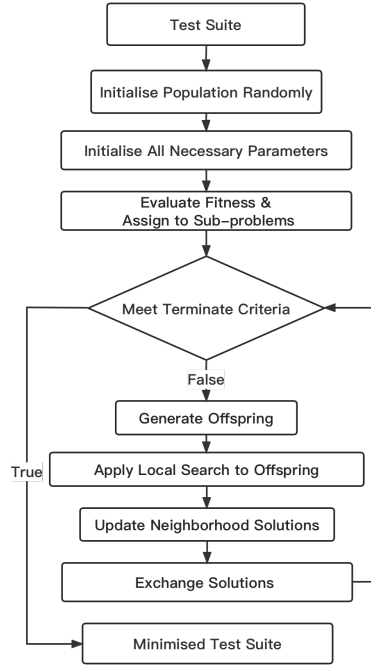 Test Suite
Initialise Population Randomly
Initialise All Necessary Parameters
Evaluate Fitness &
Assign to Sub-problems
Meet Terminate Criteria
False
Generate Offspring
True
Apply Local Search to Offspring
Update Neighborhood Solutions
Exchange Solutions
Minimised Test Suite